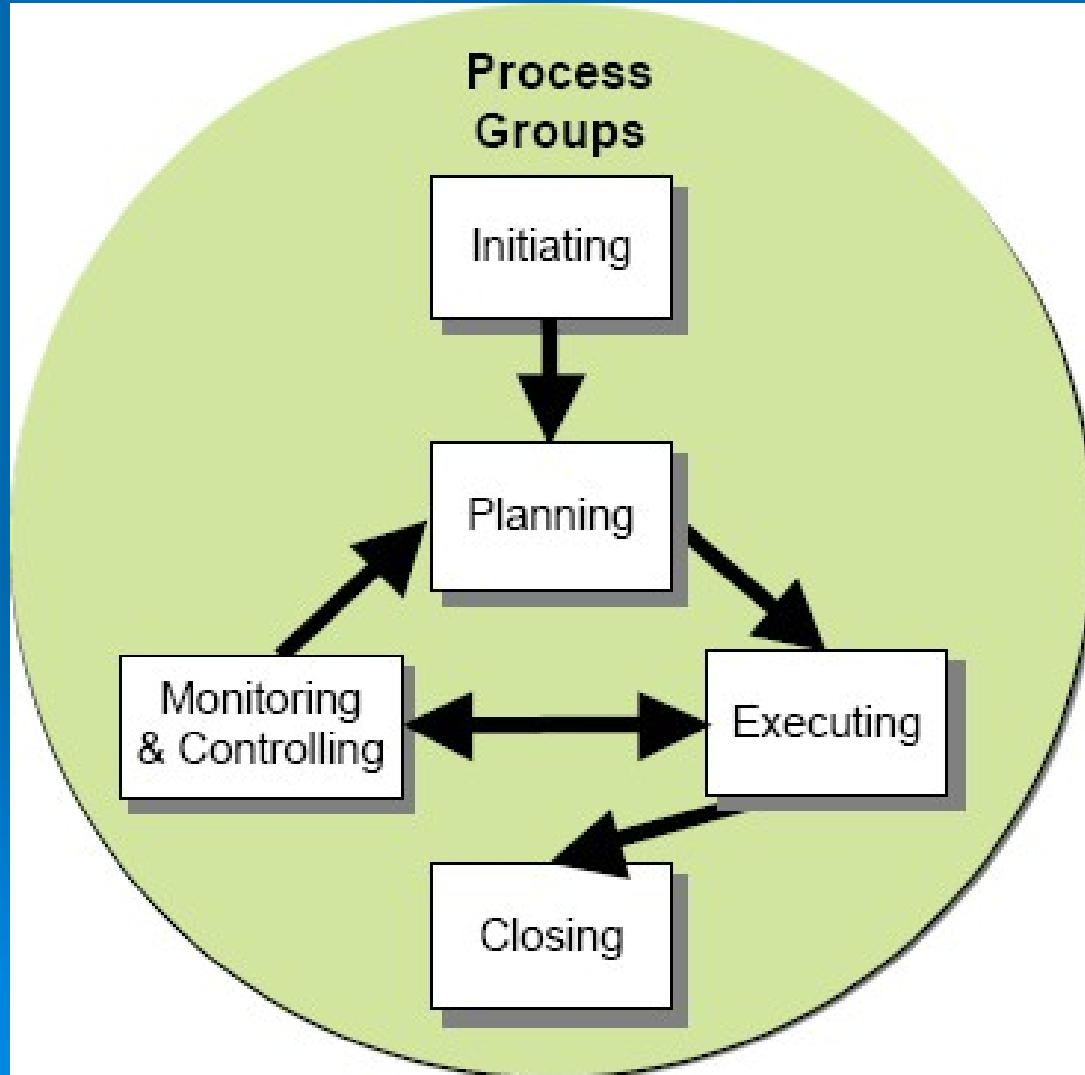 Process
Groups
Initiating
Planning
Monitoring
& Controlling
Executing
Closing